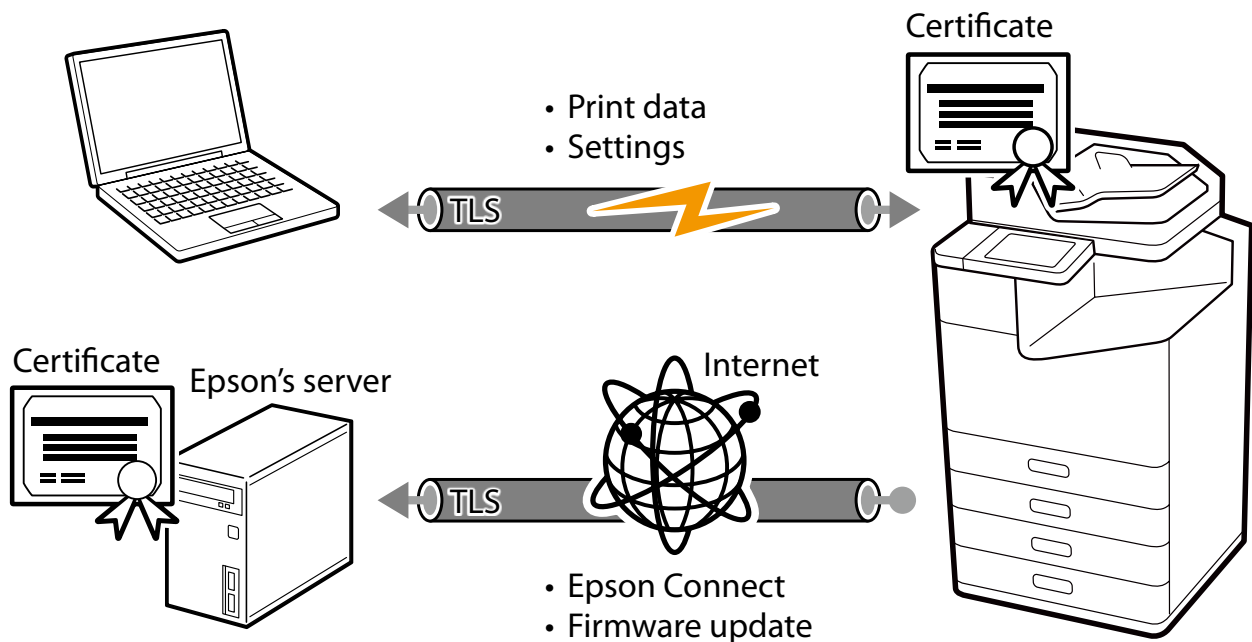 Certificate
• Print data
• Settings
TLS
Certificate
Epson’s server
Internet
TLS
• Epson Connect
• Firmware update